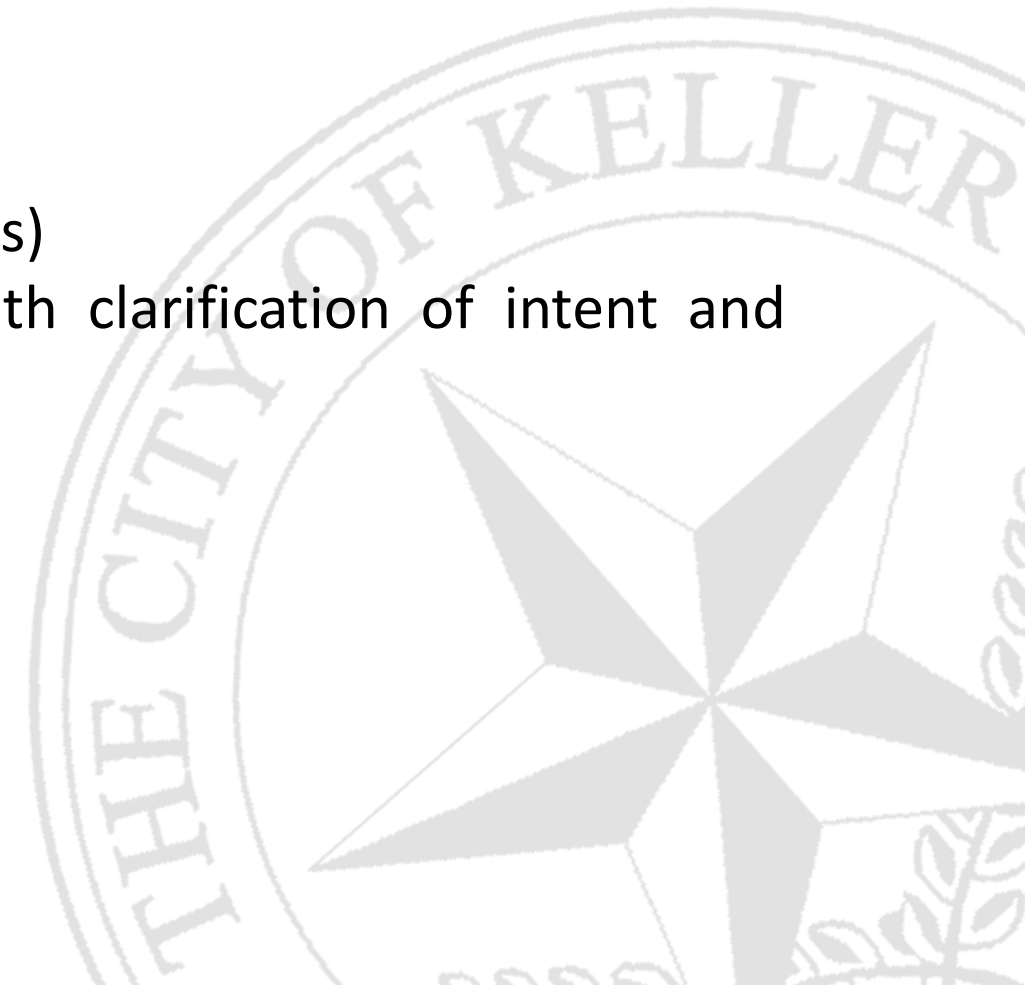 THE CITY OF KELLER
s)
th clarification of intent and